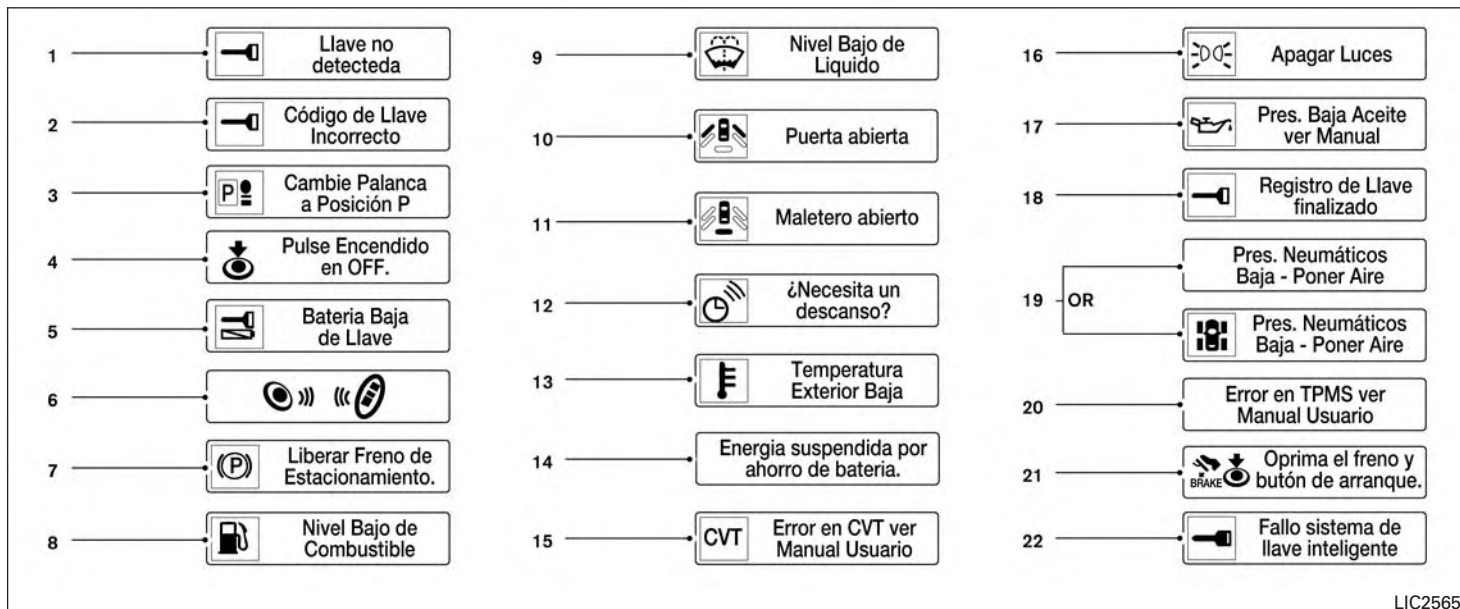 1
Llave no
detecteda
2
Código de Llave
Incorrecto
3
P
Cambie Palanca
a Posición P
4
Pulse Encendido
en OFF.
5
Bateria Baja
de Llave
6
7
(P)
Liberar Freno de
Estacionamiento.
8
Nivel Bajo de
Combustible
9
Nivel Bajo de
Liquido
10
Puerta abierta
11
Maletero abierto
12
¿Necesita un
descanso?
13
Temperatura
Exterior Baja
14
Energia suspendida por
ahorro de bateria.
15
CVT
Error en CVT ver
Manual Usuario
16
Apagar Luces
17
Pres. Baja Aceite
ver Manual
18
Registro de Llave
finalizado
19
OR
Pres. Neumáticos
Baja - Poner Aire
Pres. Neumáticos
Baja - Poner Aire
20
Error en TPMS ver
Manual Usuario
21
BRAKE
Oprima el freno y
butón de arranque.
22
Fallo sistema de
llave inteligente
LIC2565